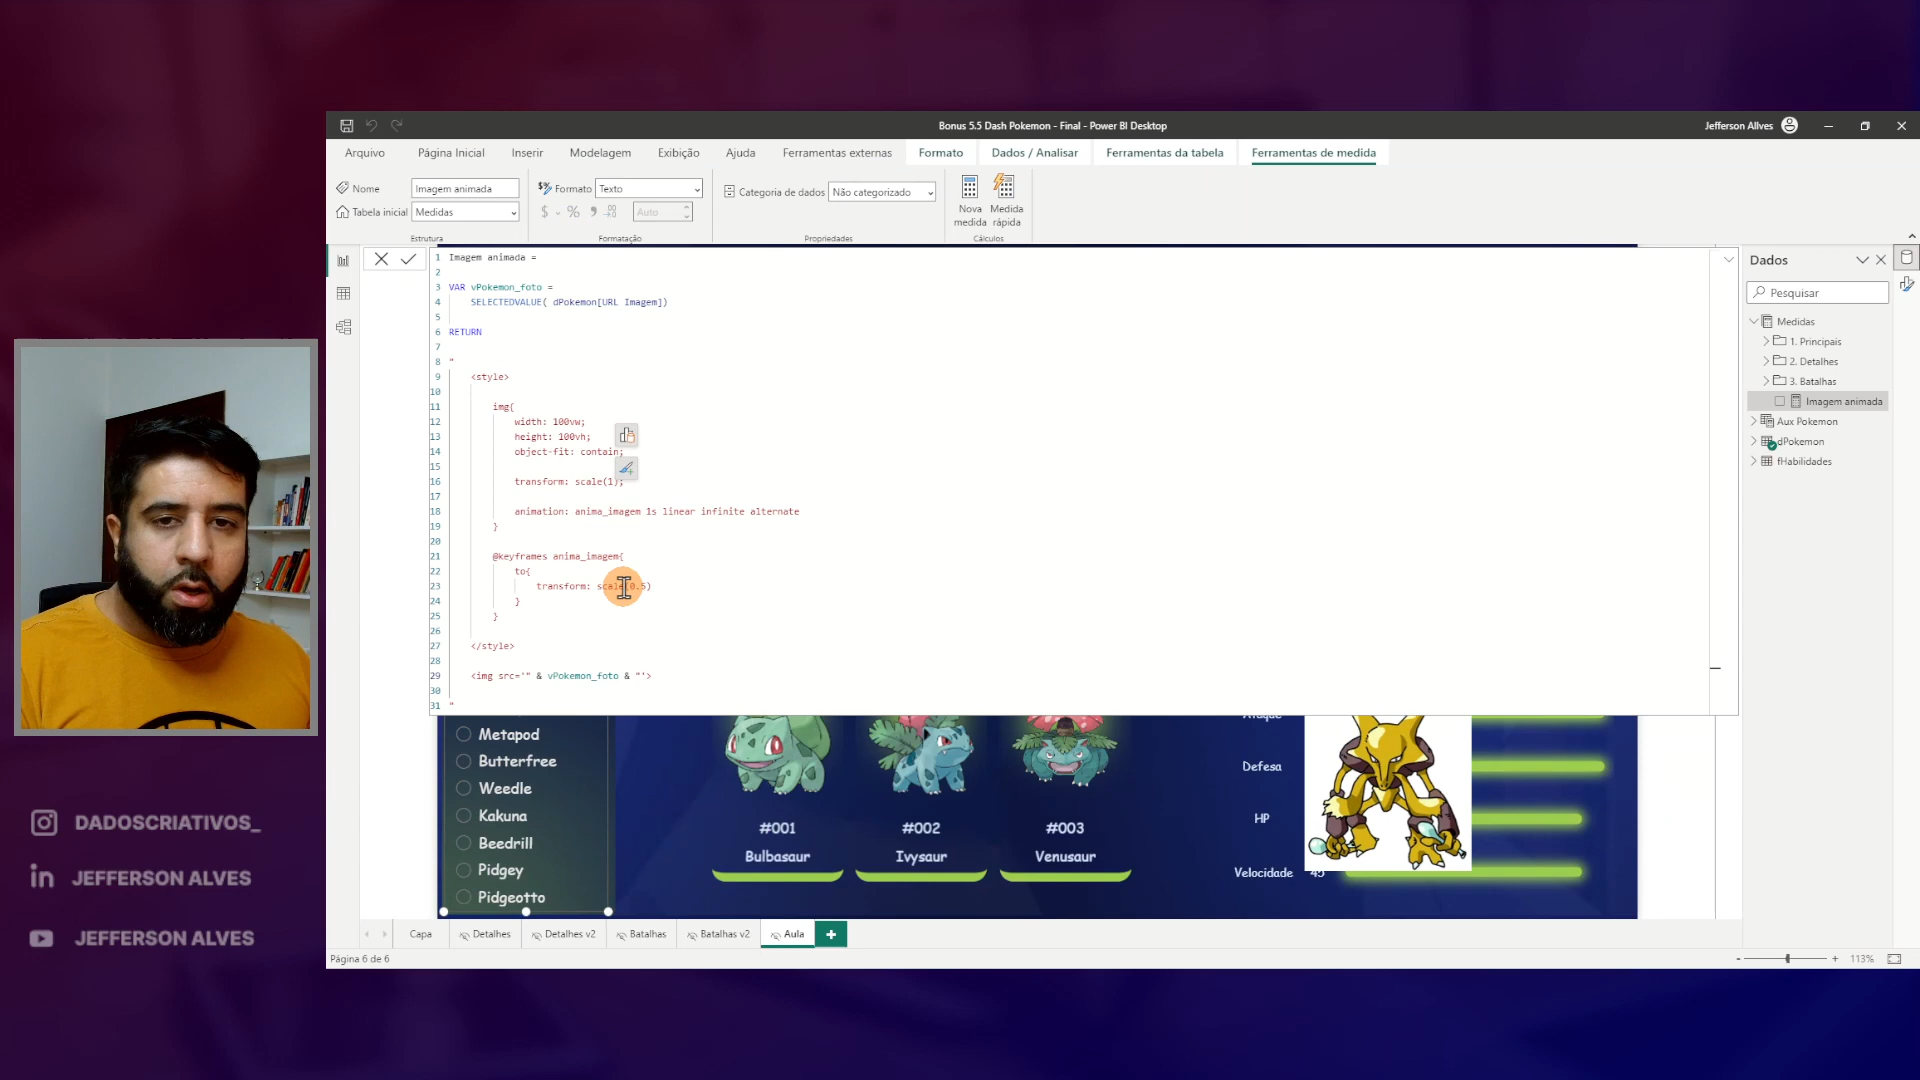 Bonus 5.5 Dash Pokemon - Final - Power BI Desktop
Jefferson Allves
Arquivo
Página Inicial
Inserir
Modelagem
Exibição
Ajuda
Ferramentas externas
Formato
Dados / Analisar
Ferramentas da tabela
Ferramentas de medida
Nome
Imagem animada
Formato
Texto
Categoria de dados
Não categorizado
Tabela inicial
Medidas
$
%
Auto
Nova medida
Medida rápida
Estrutura
Formatação
Propriedades
Cálculos
1 Imagem animada =
2
3 VAR vPokemon_foto =
4 SELECTEDVALUE( dPokemon[URL Imagem])
5
6 RETURN
7
8 "
9 <style>
10
11 img{
12 width: 100vw;
13 height: 100vh;
14 object-fit: contain;
15
16 transform: scale(1);
17
18 animation: anima_imagem 1s linear infinite alternate
19 }
20
21 @keyframes anima_imagem{
22 to{
23 transform: scale(0.5)
24 }
25 }
26
27 </style>
28
29 <img src='" & vPokemon_foto & "'>
30
31 "
Dados
Pesquisar
Medidas
1. Principais
2. Detalhes
3. Batalhas
Imagem animada
Aux Pokemon
dPokemon
fHabilidades
Metapod
Butterfree
Weedle
Kakuna
Beedrill
Pidgey
Pidgeotto
#001
Bulbasaur
#002
Ivysaur
#003
Venusaur
Ataque
Defesa
HP
Velocidade 45
Capa
Detalhes
Detalhes v2
Batalhas
Batalhas v2
Aula
+
Página 6 de 6
- + 113%
DADOSCRIATIVOS_
in JEFFERSON ALVES
JEFFERSON ALVES